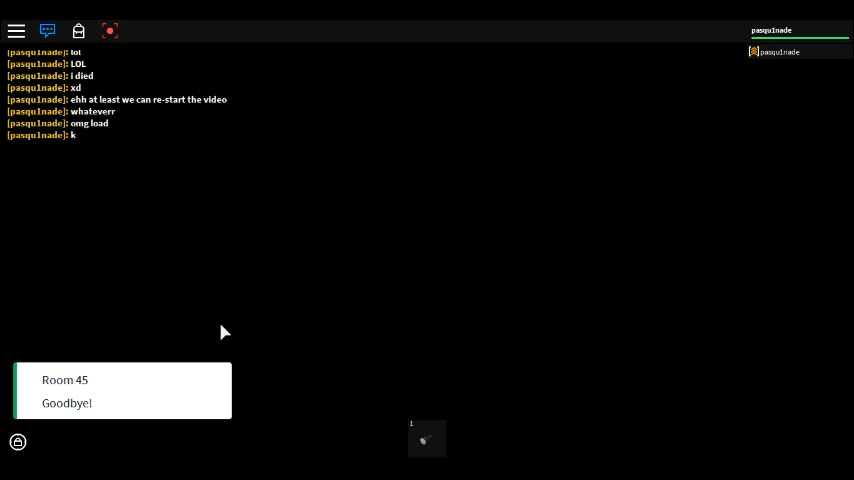 pasqu1nade
pasqu1nade
[pasqu1nade]: lol
[pasqu1nade]: LOL
[pasqu1nade]: i died
[pasqu1nade]: xd
[pasqu1nade]: ehh at least we can re-start the video
[pasqu1nade]: whateverr
[pasqu1nade]: omg load
[pasqu1nade]: k
Room 45
Goodbye!
1